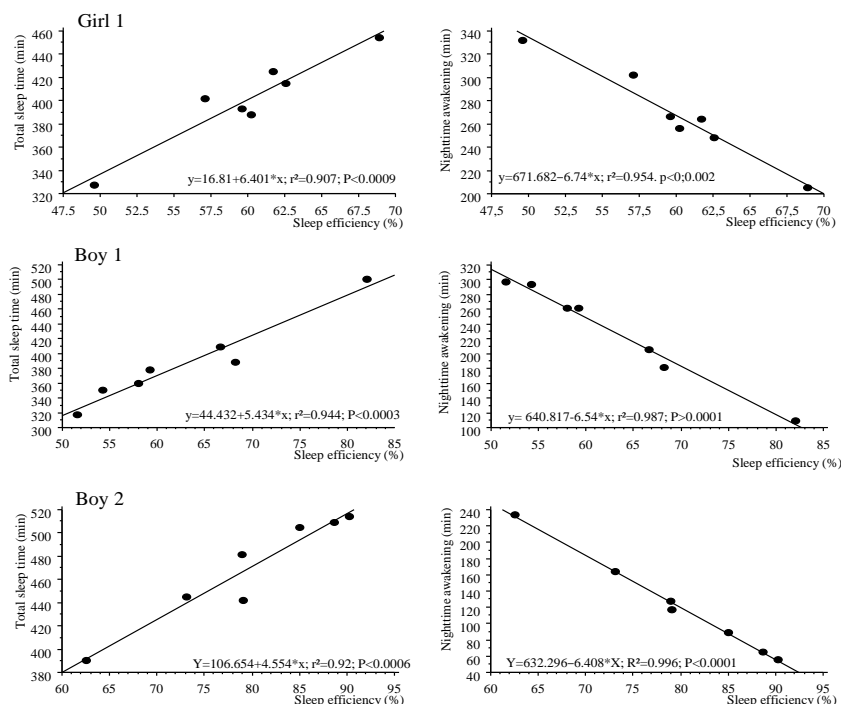 Girl 1
Total sleep time (min)
460
440
420
400
380
360
340
320
y=16.81+6.401*x; r²=0.907; P<0.0009
47.5 50 52.5 55 57.5 60 62.5 65 67.5 70
Sleep efficiency (%)
Nighttime awakening (min)
340
320
300
280
260
240
220
200
y=671.682−6.74*x; r²=0.954. p<0;0.002
47,5 50 52,5 55 57,5 60 62,5 65 67,5 70
Sleep efficiency (%)
Boy 1
Total sleep time (min)
520
500
480
460
440
420
400
380
360
340
320
300
y=44.432+5.434*x; r²=0.944; P<0.0003
50 55 60 65 70 75 80 85
Sleep efficiency (%)
Nighttime awakening (min)
320
300
280
260
240
220
200
180
160
140
120
100
y= 640.817−6.54*x; r²=0.987; P>0.0001
50 55 60 65 70 75 80 85
Sleep efficiency (%)
Boy 2
Total sleep time (min)
520
500
480
460
440
420
400
380
Y=106.654+4.554*x; r²=0.92; P<0.0006
60 65 70 75 80 85 90 95
Sleep efficiency (%)
Nighttime awakening (min)
240
220
200
180
160
140
120
100
80
60
40
Y=632.296−6.408*X; R²=0.996; P<0.0001
60 65 70 75 80 85 90 95
Sleep efficiency (%)